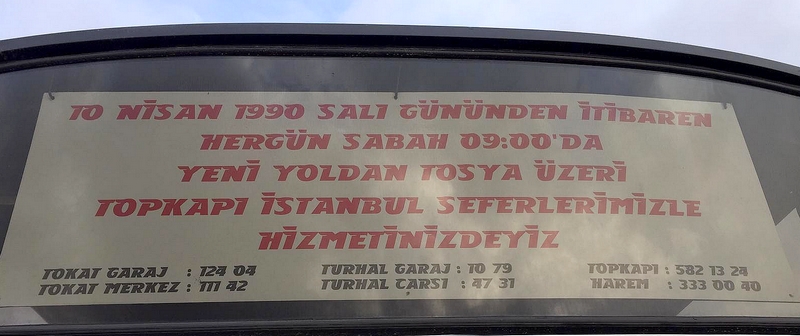 10 NİSAN 1990 SALI GÜNÜNDEN İTİBAREN
HERGÜN SABAH 09:00'DA
YENİ YOLDAN TOSYA ÜZERİ
TOPKAPI İSTANBUL SEFERLERİMİZLE
HİZMETİNİZDEYİZ
TOKAT GARAJ : 124 04 TURHAL GARAJ : 10 79 TOPKAPI : 582 13 24
TOKAT MERKEZ : 111 42 TURHAL ÇARSI : 47 31 HAREM : 333 00 40